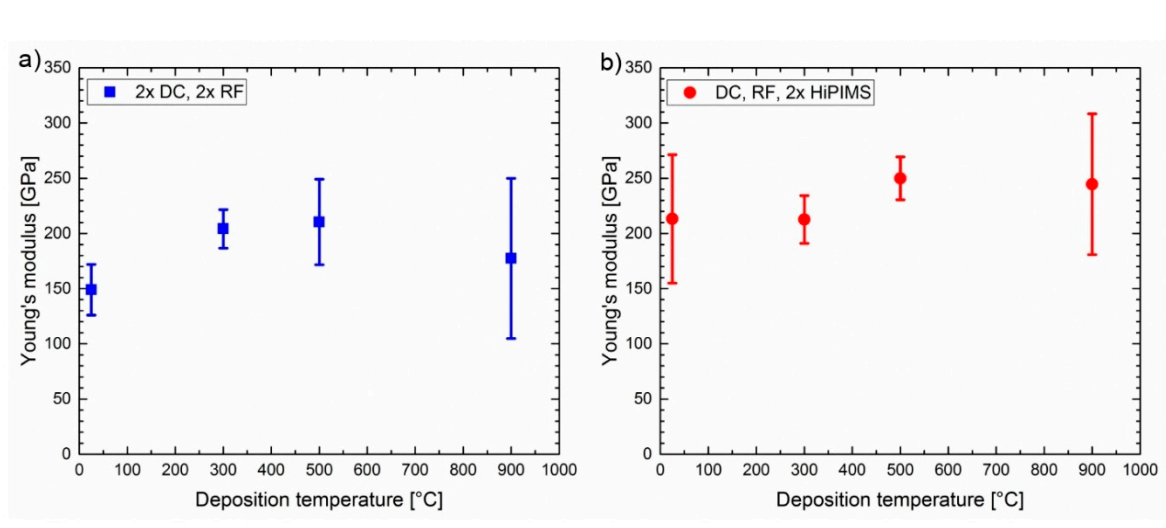 a)
350
300
250
200
150
100
50
0
Young's modulus [GPa]
2x DC, 2x RF
0 100 200 300 400 500 600 700 800 900 1000
Deposition temperature [°C]
b)
350
300
250
200
150
100
50
0
Young's modulus [GPa]
DC, RF, 2x HiPIMS
0 100 200 300 400 500 600 700 800 900 1000
Deposition temperature [°C]